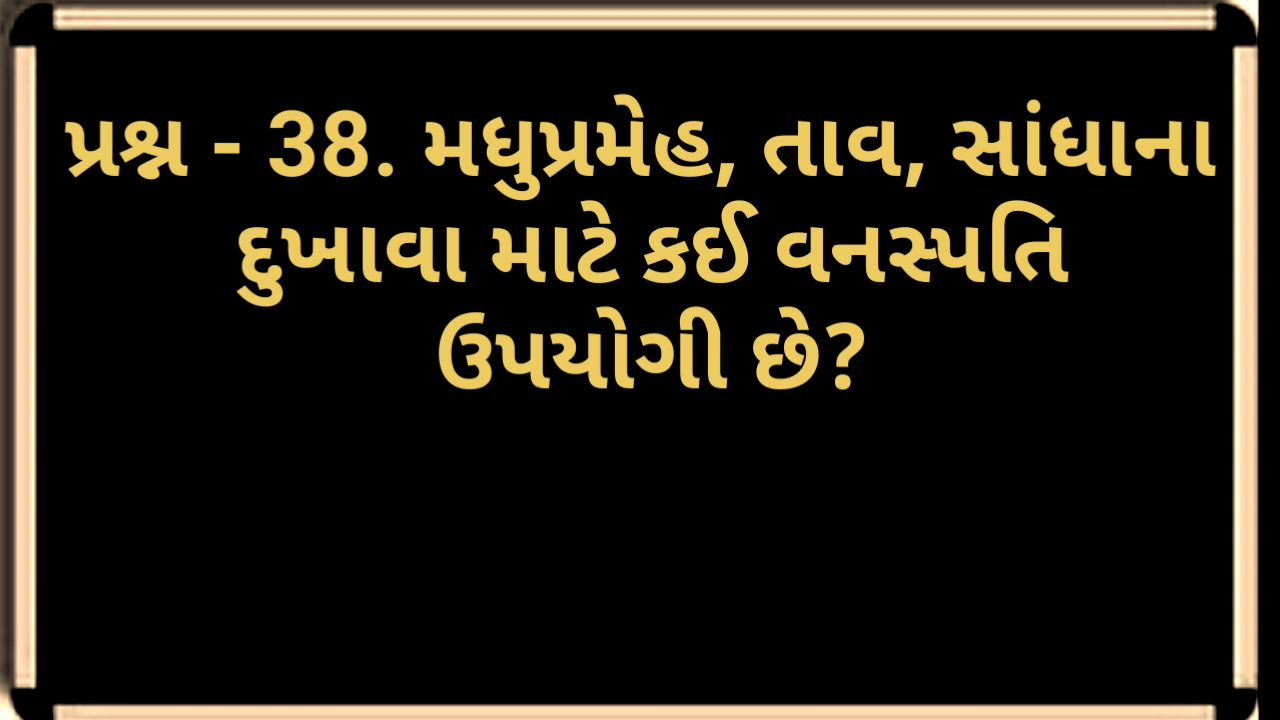 પ્રશ્ન - 38. મધુપ્રમેહ, તાવ, સાંધાના
દુખાવા માટે કઈ વનસ્પતિ
ઉપયોગી છે?